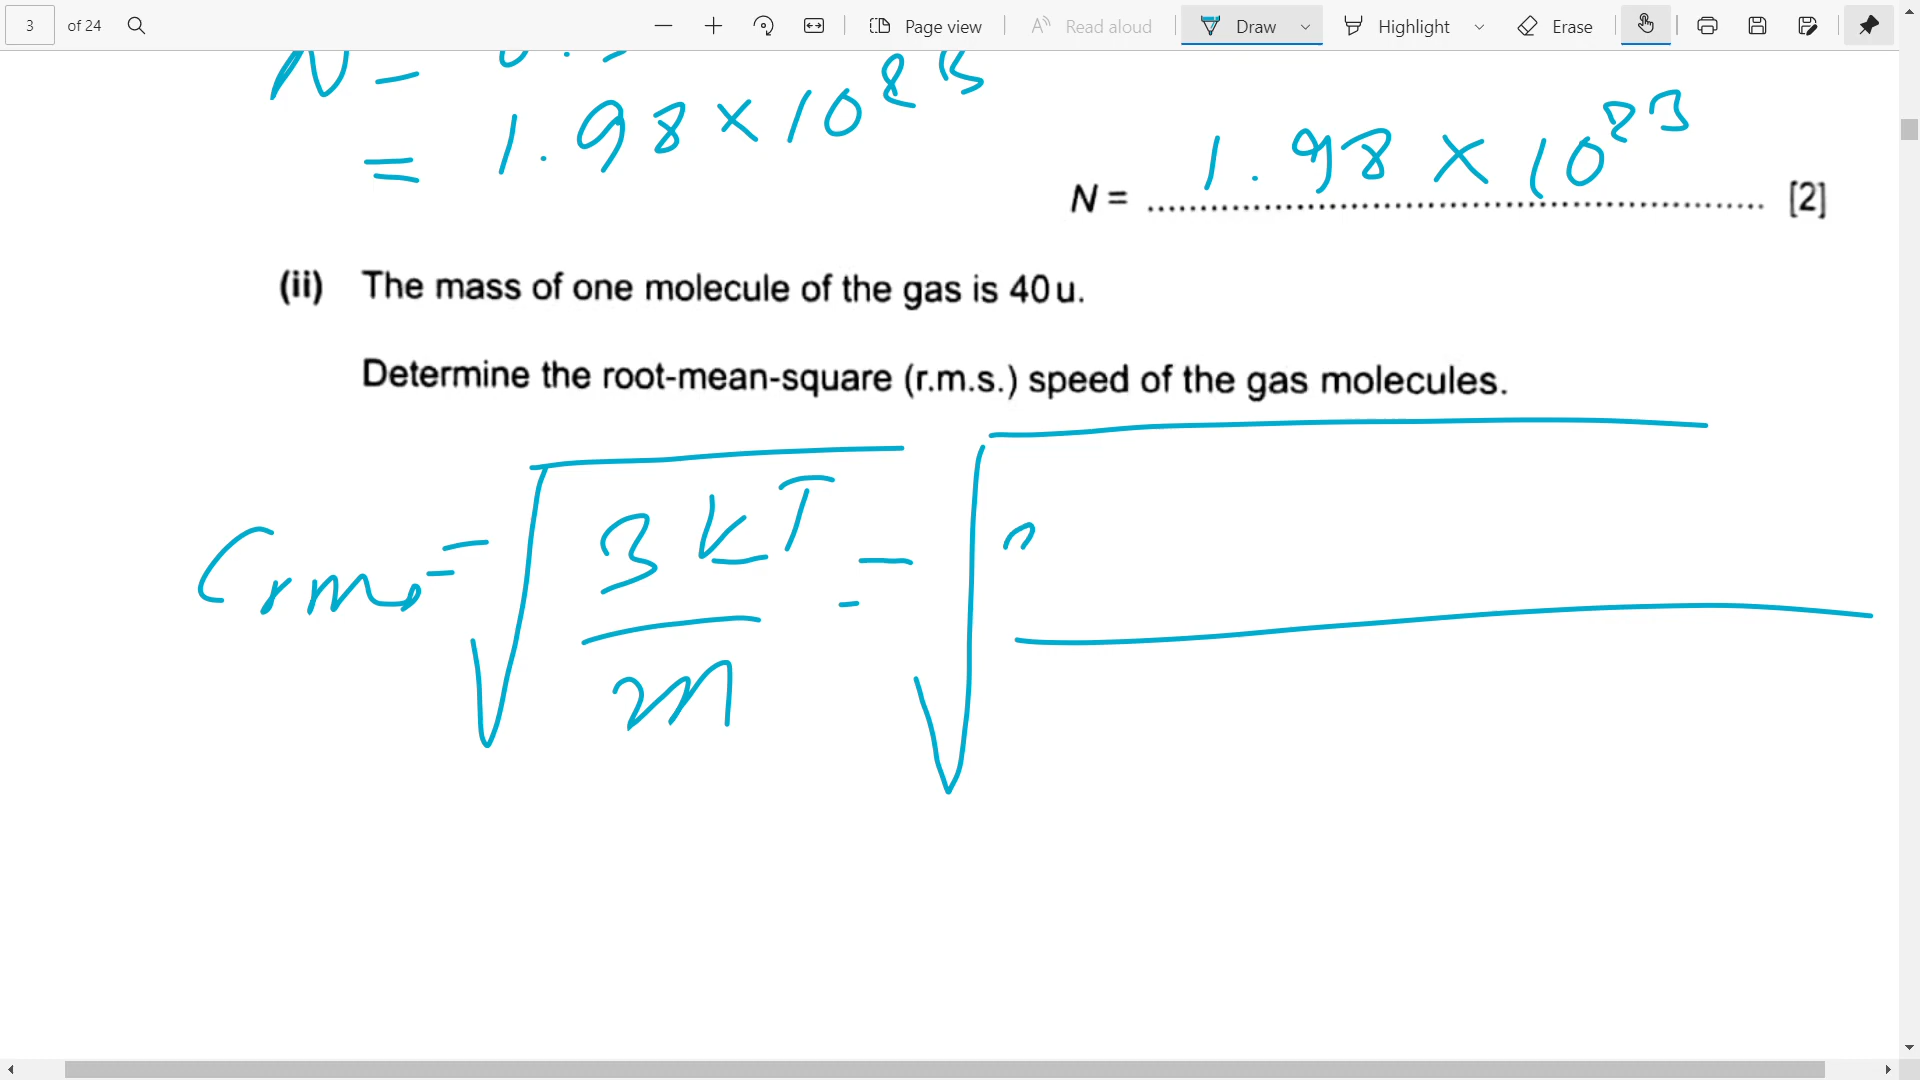 3 of 24 Page view Read aloud Draw Highlight Erase
N =
= 1.98 × 10²³
1.98 × 10²³
N = ........................................ [2]
(ii) The mass of one molecule of the gas is 40 u.
Determine the root-mean-square (r.m.s.) speed of the gas molecules.
Crms = √(3kT/m) = √